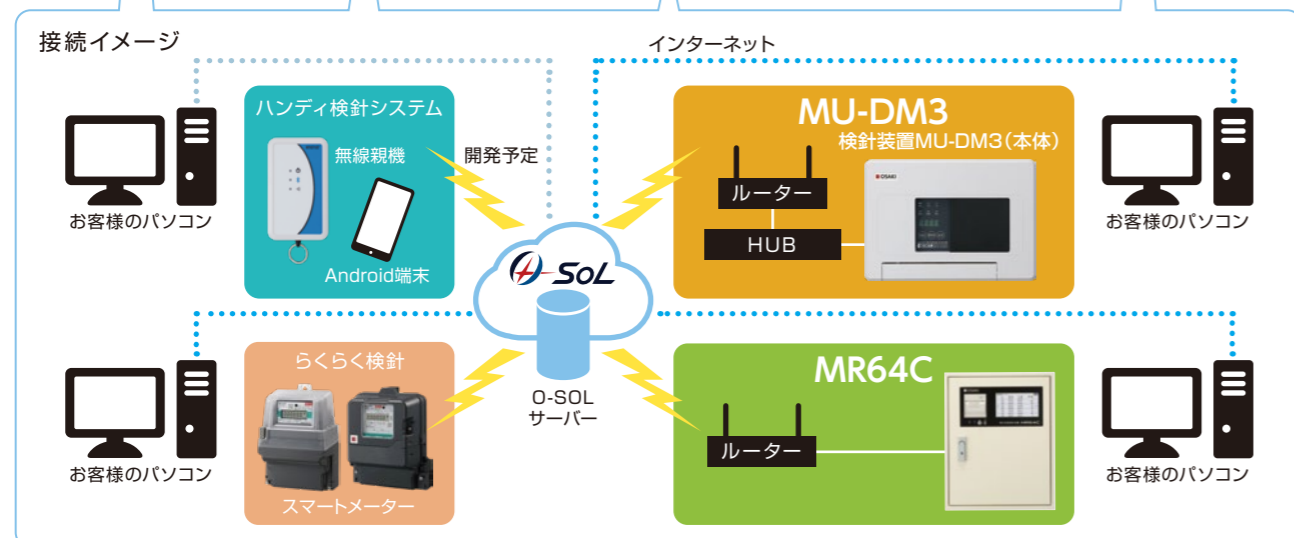 接続イメージ
インターネット
ハンディ検針システム
無線親機
Android端末
開発予定
お客様のパソコン
MU-DM3
検針装置MU-DM3(本体)
OSAKI
ルーター
HUB
お客様のパソコン
SoL
O-SOL
サーバー
らくらく検針
スマートメーター
お客様のパソコン
MR64C
ルーター
お客様のパソコン